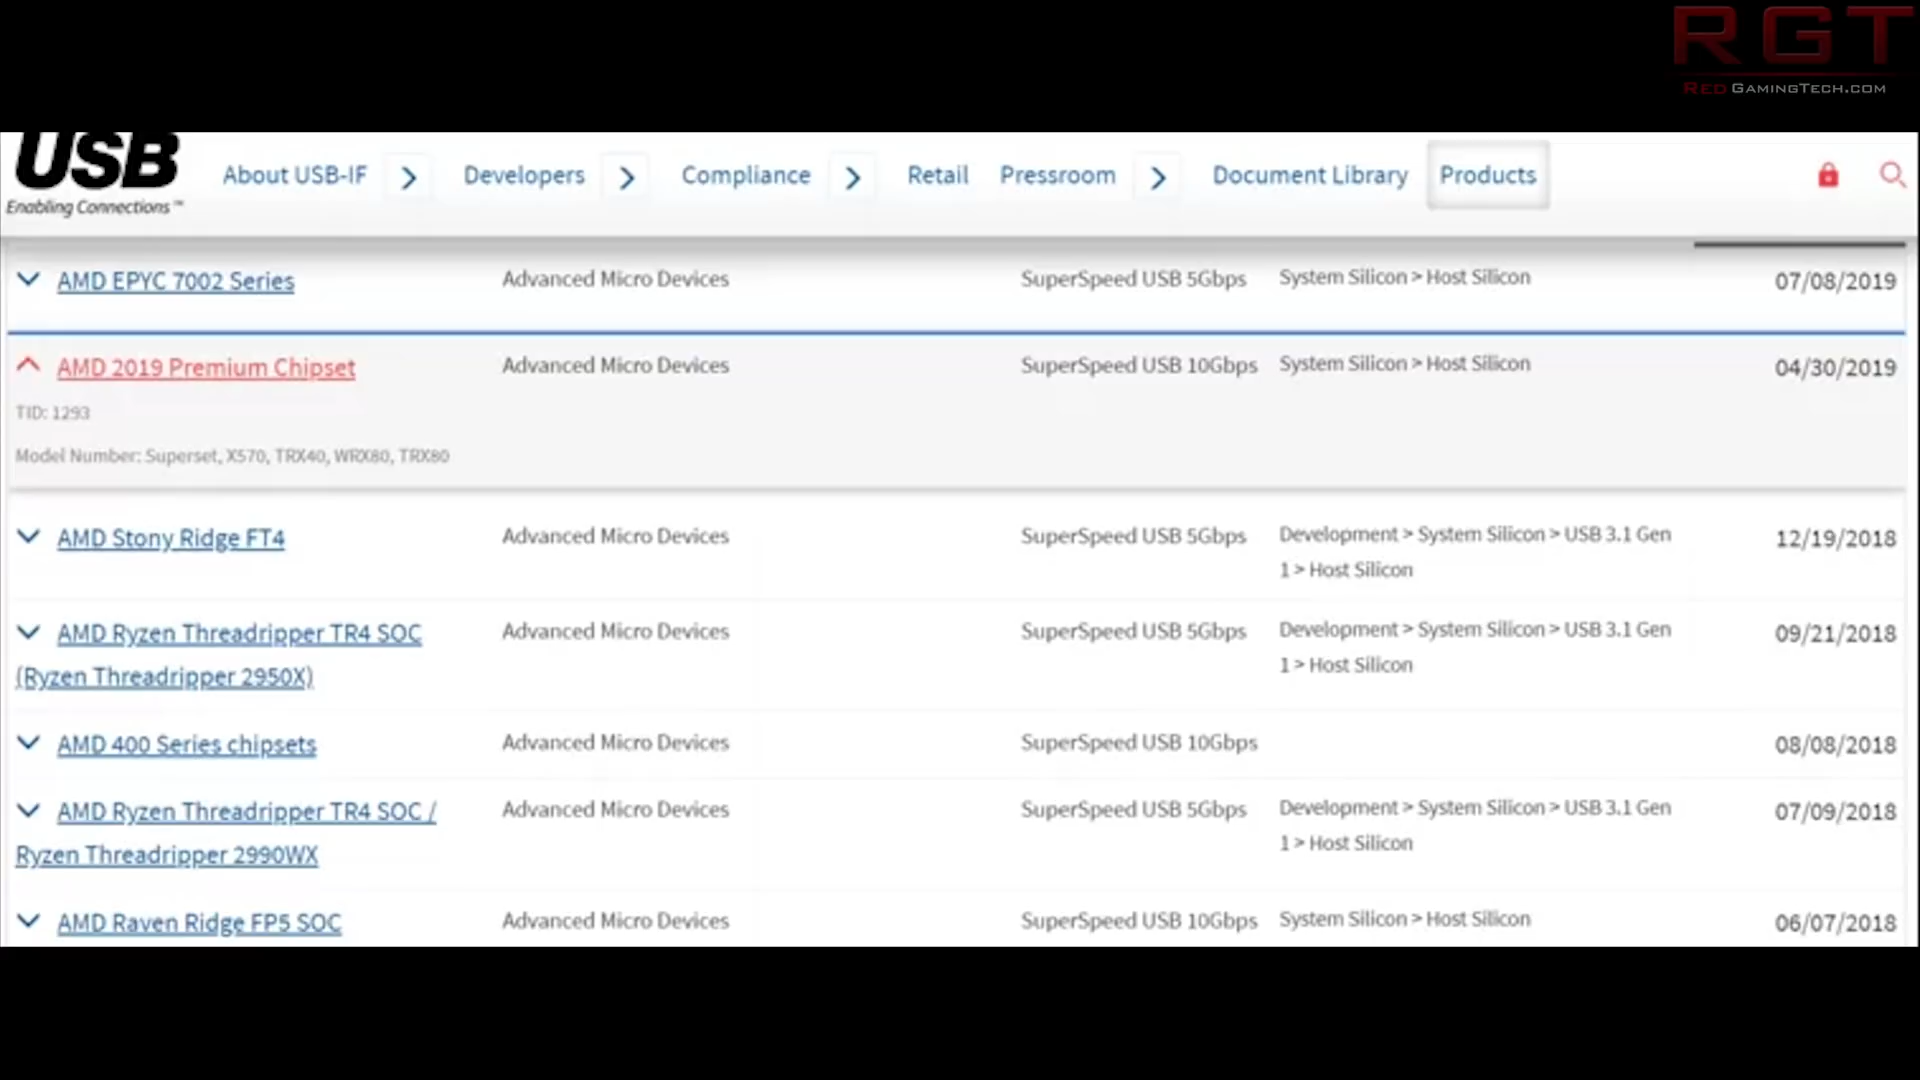 RGT
RedGamingTech.com
USB
Enabling Connections™
About USB-IF Developers Compliance Retail Pressroom Document Library Products
AMD EPYC 7002 Series Advanced Micro Devices SuperSpeed USB 5Gbps System Silicon > Host Silicon 07/08/2019
AMD 2019 Premium Chipset Advanced Micro Devices SuperSpeed USB 10Gbps System Silicon > Host Silicon 04/30/2019
TID: 1293
Model Number: Superset, X570, TRX40, WRX80, TRX80
AMD Stony Ridge FT4 Advanced Micro Devices SuperSpeed USB 5Gbps Development > System Silicon > USB 3.1 Gen 12/19/2018
1 > Host Silicon
AMD Ryzen Threadripper TR4 SOC Advanced Micro Devices SuperSpeed USB 5Gbps Development > System Silicon > USB 3.1 Gen 09/21/2018
(Ryzen Threadripper 2950X) 1 > Host Silicon
AMD 400 Series chipsets Advanced Micro Devices SuperSpeed USB 10Gbps 08/08/2018
AMD Ryzen Threadripper TR4 SOC / Advanced Micro Devices SuperSpeed USB 5Gbps Development > System Silicon > USB 3.1 Gen 07/09/2018
Ryzen Threadripper 2990WX 1 > Host Silicon
AMD Raven Ridge FP5 SOC Advanced Micro Devices SuperSpeed USB 10Gbps System Silicon > Host Silicon 06/07/2018